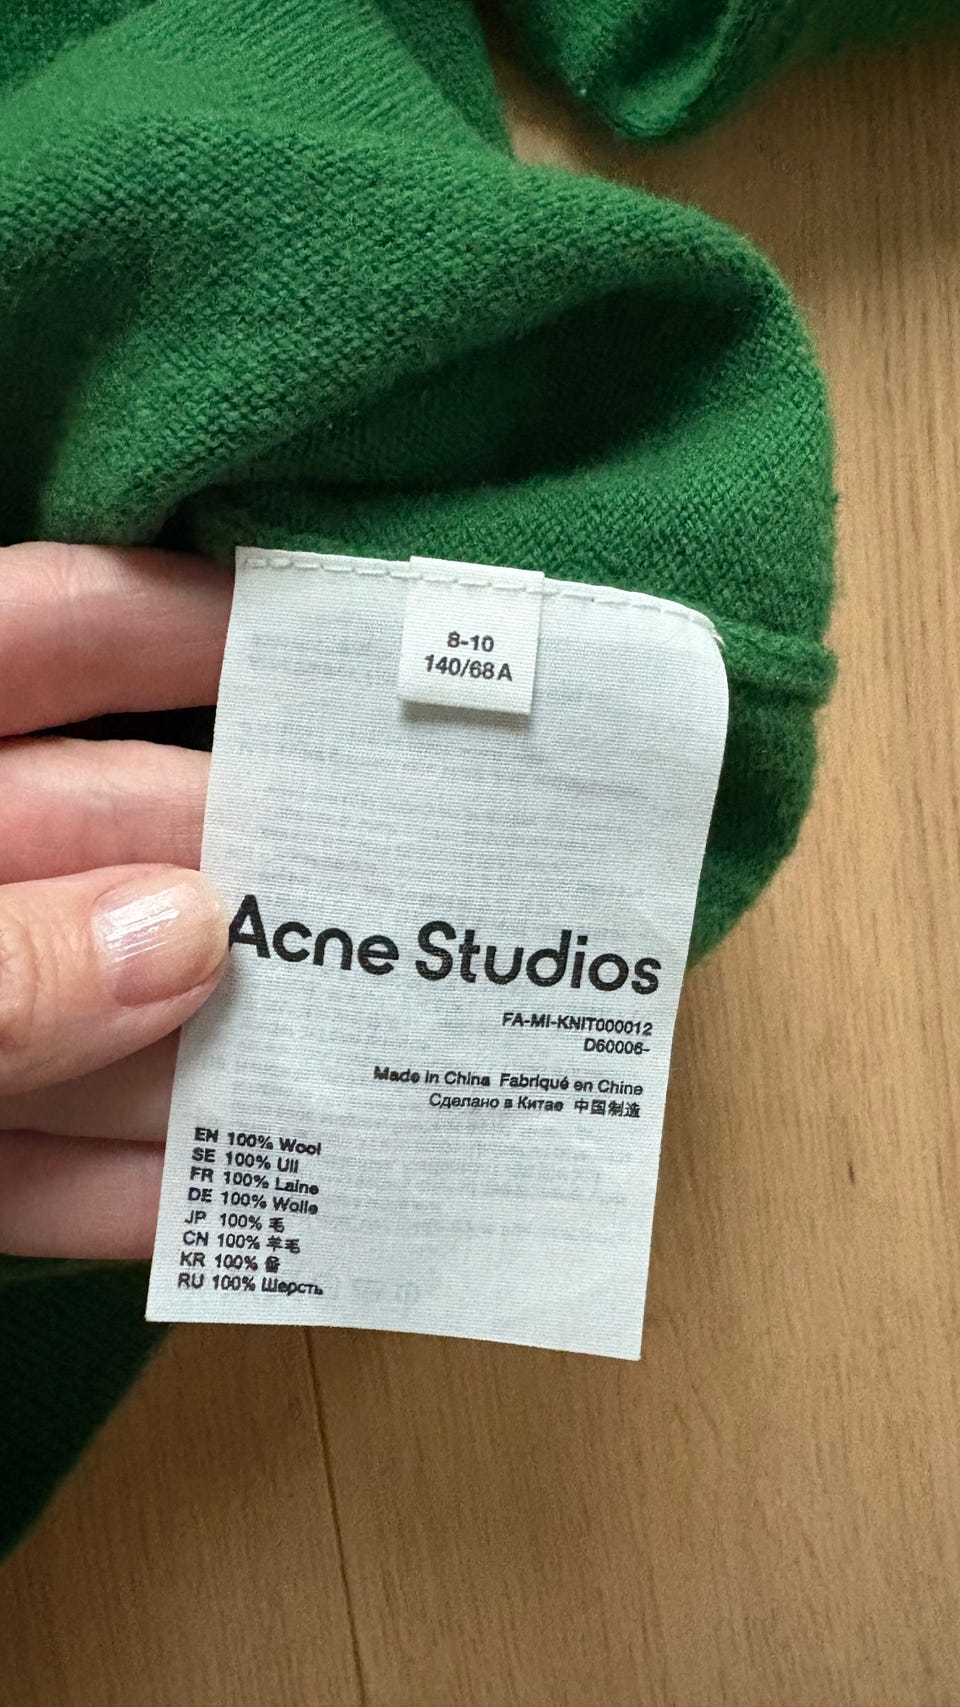 8-10
140/68A
Acne Studios
FA-MI-KNIT000012
D60006-
Made in China Fabriqué en Chine
Сделано в Китае 中国制造
EN 100% Wool
SE 100% Ull
FR 100% Laine
DE 100% Wolle
JP 100% 毛
CN 100% 羊毛
KR 100%
RU 100% Шерсть